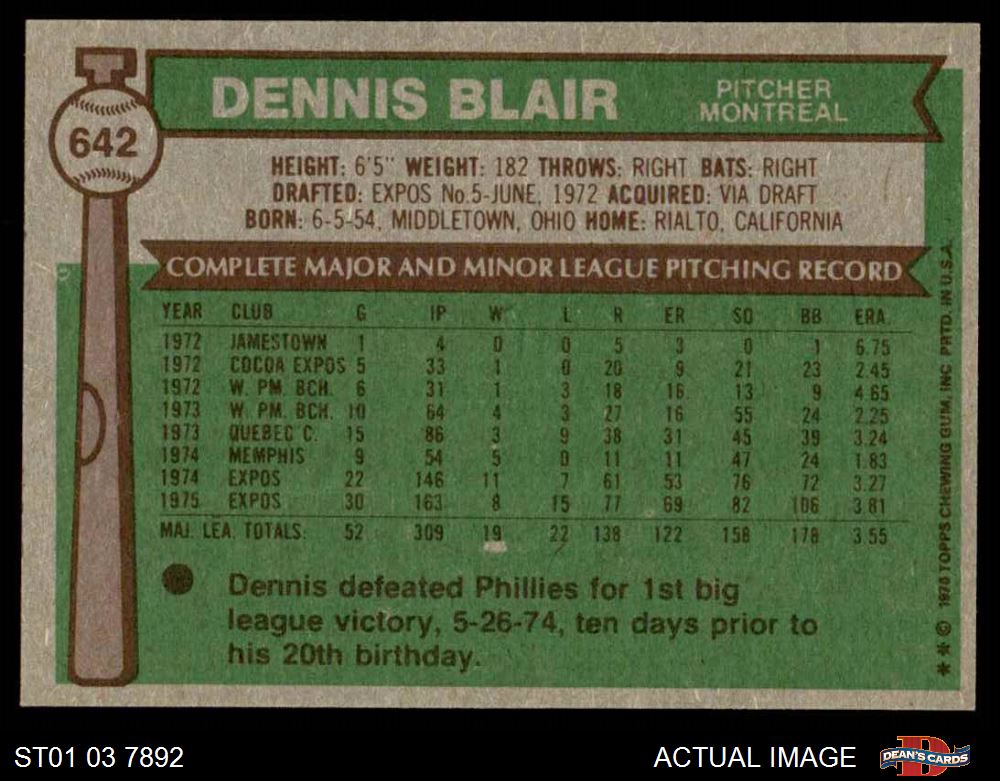 642
DENNIS BLAIR
PITCHER
MONTREAL
HEIGHT: 6'5" WEIGHT: 182 THROWS: RIGHT BATS: RIGHT
DRAFTED: EXPOS No.5-JUNE, 1972 ACQUIRED: VIA DRAFT
BORN: 6-5-54, MIDDLETOWN, OHIO HOME: RIALTO, CALIFORNIA
COMPLETE MAJOR AND MINOR LEAGUE PITCHING RECORD
YEAR CLUB G IP W L R ER SO BB ERA
1972 JAMESTOWN 1 4 0 0 5 3 0 1 6.75
1972 COCOA EXPOS 5 33 1 0 20 9 21 23 2.45
1972 W. PM. BCH. 6 31 1 3 18 16 13 9 4.65
1973 W. PM. BCH. 10 64 4 3 27 16 55 24 2.25
1973 QUEBEC C. 15 86 3 9 38 31 45 39 3.24
1974 MEMPHIS 9 54 5 0 11 11 47 24 1.83
1974 EXPOS 22 146 11 7 61 53 76 72 3.27
1975 EXPOS 30 163 8 15 77 69 82 106 3.81
MAJ. LEA. TOTALS: 52 309 19 22 138 122 158 178 3.55
Dennis defeated Phillies for 1st big
league victory, 5-26-74, ten days prior to
his 20th birthday.
** © 1976 TOPPS CHEWING GUM, INC. PRTD. IN U.S.A.
ST01 03 7892
ACTUAL IMAGE
DEAN'S CARDS